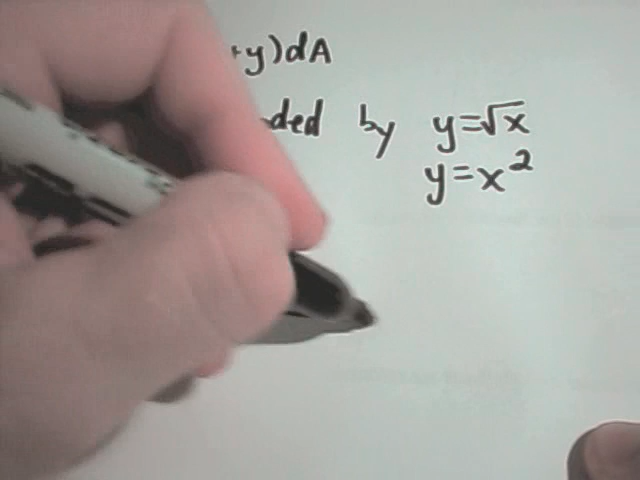 +y)dA
ded by y=√x
y=x²